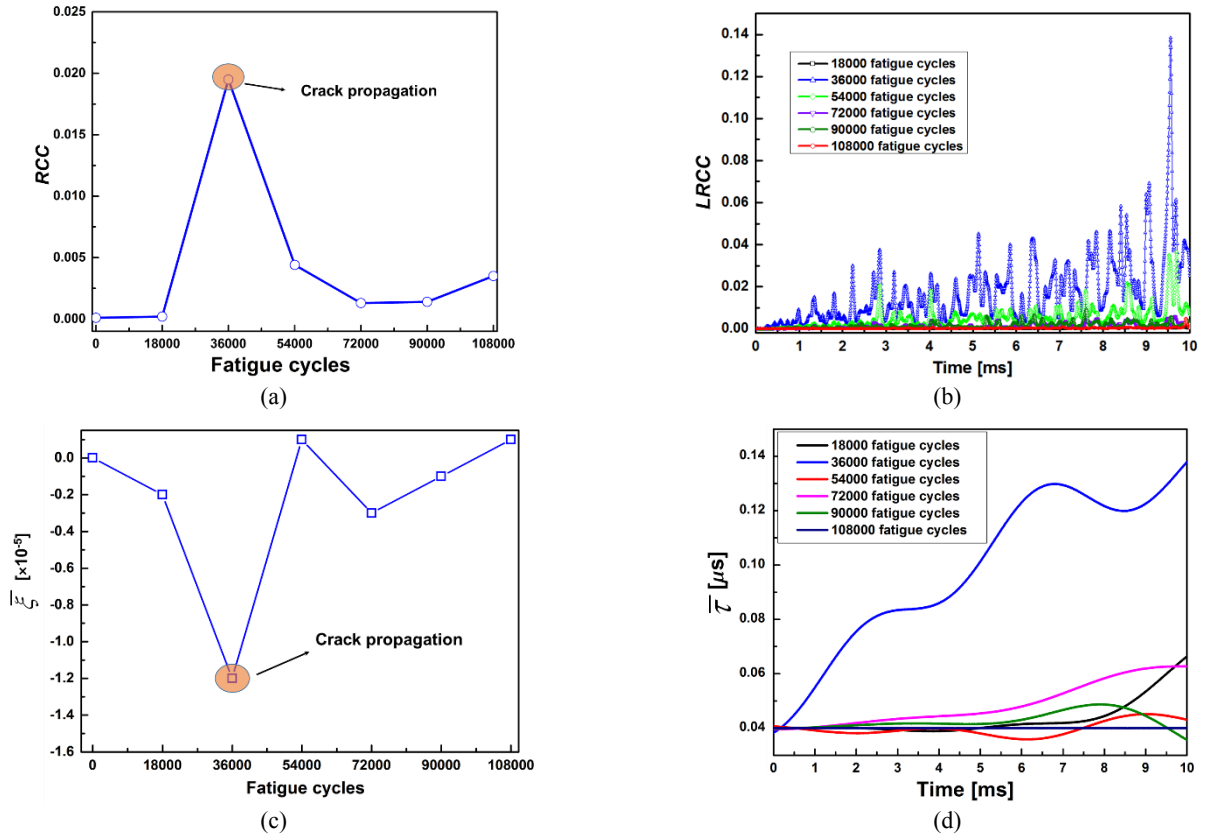 0.025
0.020
0.025
0.010
0.005
0.000
RCC
Crack propagation
0 18000 36000 54000 72000 90000 108000
Fatigue cycles
(a)
0.14
0.12
0.10
0.08
0.06
0.04
0.02
0.00
LRCC
18000 fatigue cycles
36000 fatigue cycles
54000 fatigue cycles
72000 fatigue cycles
90000 fatigue cycles
108000 fatigue cycles
0 1 2 3 4 5 6 7 8 9 10
Time [ms]
(b)
0.0
-0.2
-0.4
-0.6
-0.8
-1.0
-1.2
-1.4
-1.6
ξ̅ [×10⁻⁵]
Crack propagation
0 18000 36000 54000 72000 90000 108000
Fatigue cycles
(c)
0.14
0.12
0.10
0.08
0.06
0.04
τ̅ [μs]
18000 fatigue cycles
36000 fatigue cycles
54000 fatigue cycles
72000 fatigue cycles
90000 fatigue cycles
108000 fatigue cycles
0 1 2 3 4 5 6 7 8 9 10
Time [ms]
(d)